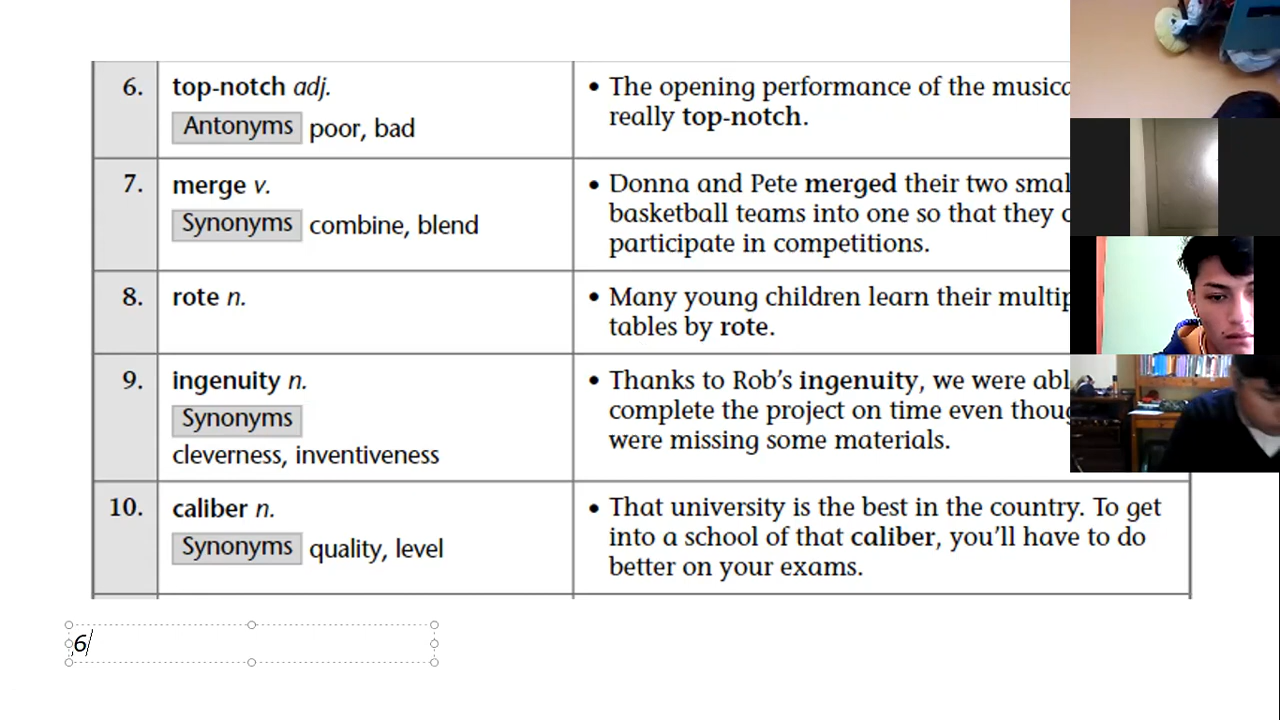 6. top-notch adj.
Antonyms poor, bad
• The opening performance of the
really top-notch.
7. merge v.
Synonyms combine, blend
• Donna and Pete merged their two
basketball teams into one so that they
participate in competitions.
8. rote n.
• Many young children learn their
tables by rote.
9. ingenuity n.
Synonyms
cleverness, inventiveness
• Thanks to Rob's ingenuity, we were
complete the project on time even
were missing some materials.
10. caliber n.
Synonyms quality, level
• That university is the best in the country. To get
into a school of that caliber, you'll have to do
better on your exams.
6/